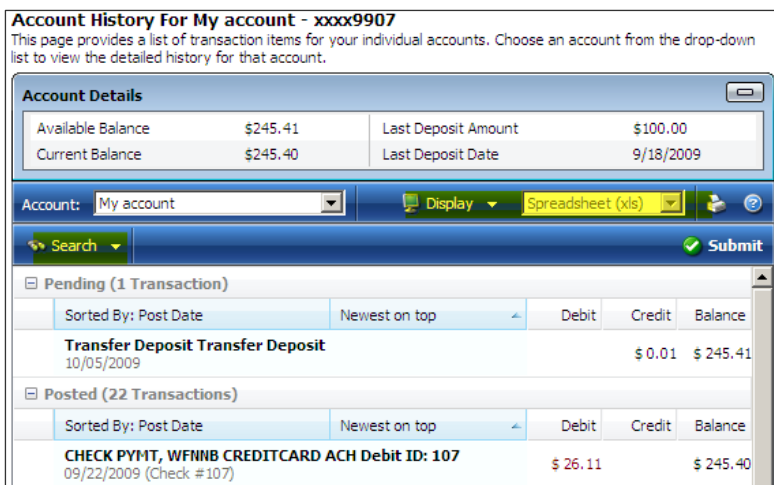 Account History For My account - xxxx9907
This page provides a list of transaction items for your individual accounts. Choose an account from the drop-down
list to view the detailed history for that account.
Account Details
Available Balance $245.41 Last Deposit Amount $100.00
Current Balance $245.40 Last Deposit Date 9/18/2009
Account: My account Display Spreadsheet (xls)
Search Submit
Pending (1 Transaction)
Sorted By: Post Date Newest on top Debit Credit Balance
Transfer Deposit Transfer Deposit
10/05/2009 $ 0.01 $ 245.41
Posted (22 Transactions)
Sorted By: Post Date Newest on top Debit Credit Balance
CHECK PYMT, WFNNB CREDITCARD ACH Debit ID: 107
09/22/2009 (Check #107) $ 26.11 $ 245.40